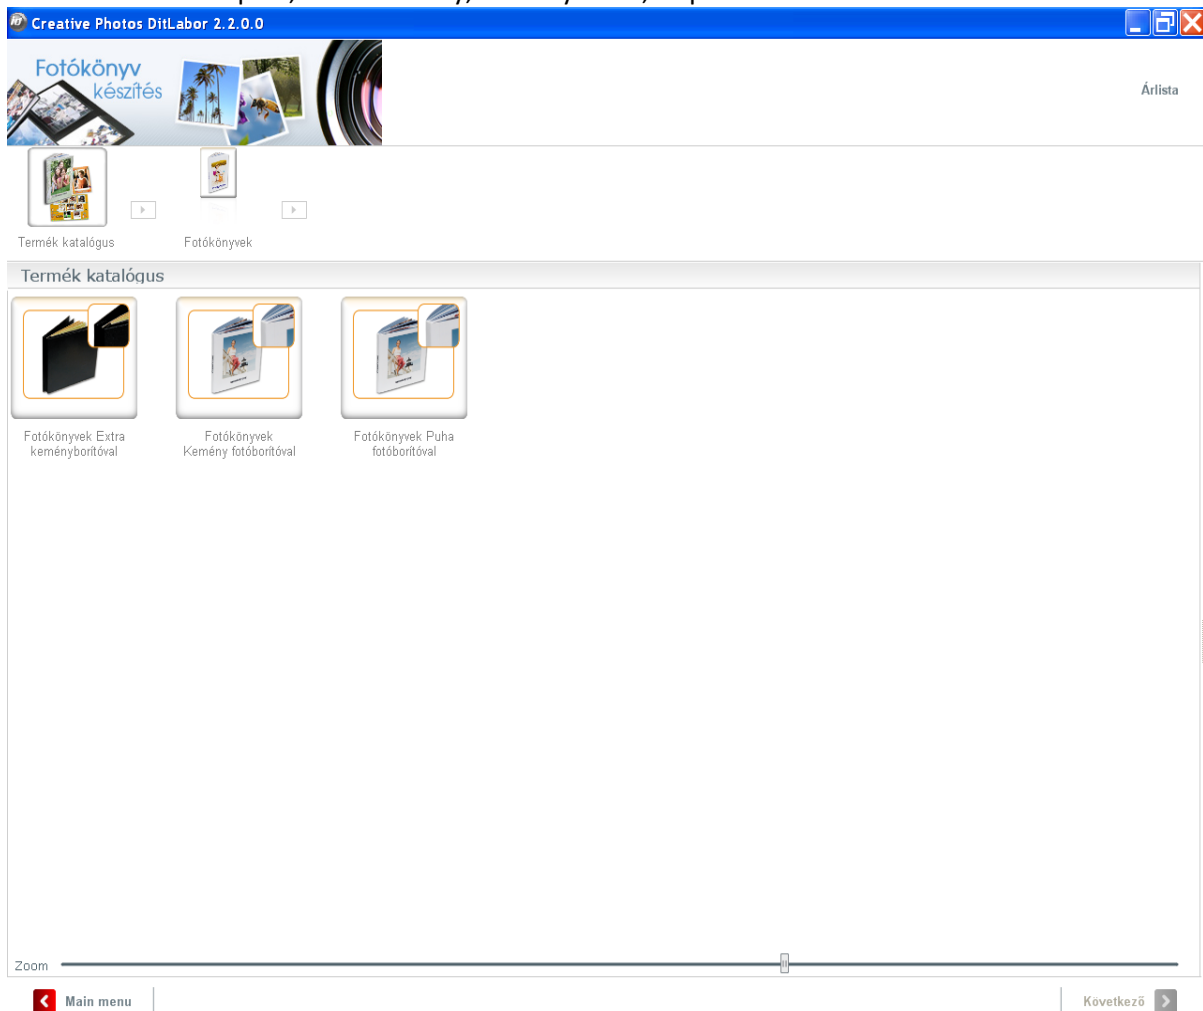 Creative Photos DitLabor 2.2.0.0
Fotókönyv
készítés
Árlista
Termék katalógus
Fotókönyvek
Termék katalógus
Fotókönyvek Extra
keményborítóval
Fotókönyvek
Kemény fotóborítóval
Fotókönyvek Puha
fotóborítóval
Zoom
Main menu
Következő